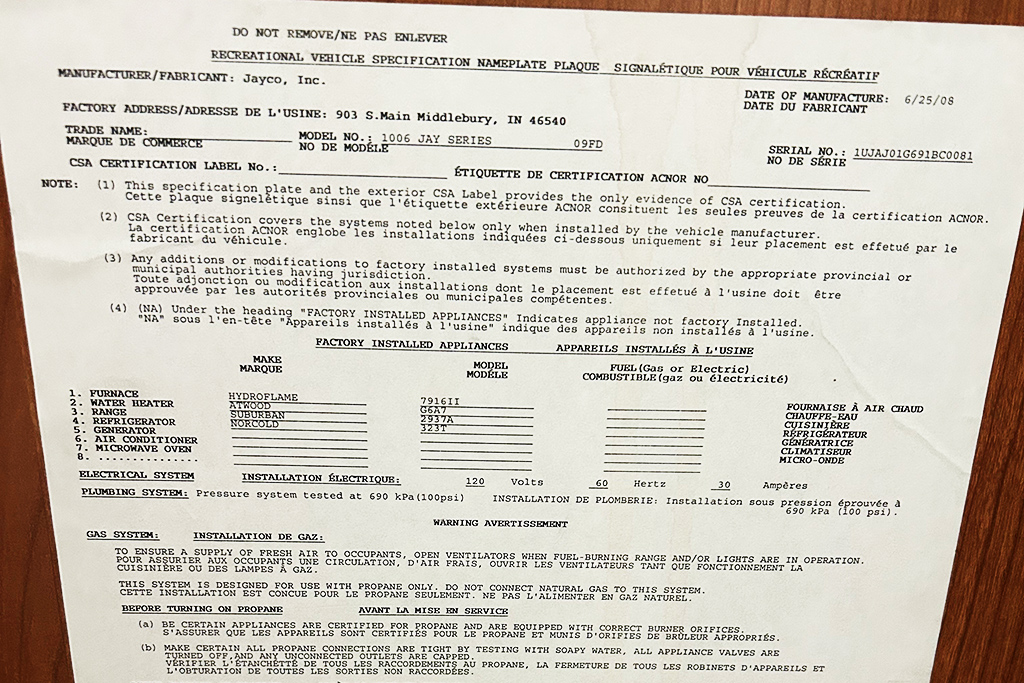 DO NOT REMOVE/NE PAS ENLEVER
RECREATIONAL VEHICLE SPECIFICATION NAMEPLATE PLAQUE SIGNALÉTIQUE POUR VÉHICULE RÉCRÉATIF
MANUFACTURER/FABRICANT: Jayco, Inc.
DATE OF MANUFACTURE: 6/25/08
DATE DU FABRICANT
FACTORY ADDRESS/ADRESSE DE L'USINE: 903 S.Main Middlebury, IN 46540
TRADE NAME: MODEL NO.: 1006 JAY SERIES 09FD SERIAL NO.: 1UJAJ01G691BC0081
MARQUE DE COMMERCE NO DE MODÉLE NO DE SÉRIE
CSA CERTIFICATION LABEL No.: ÉTIQUETTE DE CERTIFICATION ACNOR NO
NOTE: (1) This specification plate and the exterior CSA Label provides the only evidence of CSA certification.
Cette plaque signelètique sinsi que l'étiquette extérieure ACNOR consituent les seules preuves de la certification ACNOR.
(2) CSA Certification covers the systems noted below only when installed by the vehicle manufacturer.
La certification ACNOR englobe les installations indiquées ci-dessous uniquement si leur placement est effetué par le
fabricant du véhicule.
(3) Any additions or modifications to factory installed systems must be authorized by the appropriate provincial or
municipal authorities having jurisdiction.
Toute adjonction ou modification aux installations dont le placement est effetué à l'usine doit être
approuvée par les autorités provinciales ou municipales compétentes.
(4) (NA) Under the heading "FACTORY INSTALLED APPLIANCES" Indicates appliance not factory Installed.
"NA" sous l'en-tête "Appareils installés à l'usine" indique des appareils non installés à l'usine.
FACTORY INSTALLED APPLIANCES APPAREILS INSTALLÉS À L'USINE
MAKE MODEL FUEL(Gas or Electric)
MARQUE MODÈLE COMBUSTIBLE(gaz ou électricité)
1. FURNACE HYDROFLAME 7916II FOURNAISE À AIR CHAUD
2. WATER HEATER ATWOOD G6A7 CHAUFFE-EAU
3. RANGE SUBURBAN 2937A CUISINIÈRE
4. REFRIGERATOR NORCOLD 323T RÉFRIGÉRATEUR
5. GENERATOR GÉNÉRATRICE
6. AIR CONDITIONER CLIMATISEUR
7. MICROWAVE OVEN MICRO-ONDE
8. ...............
ELECTRICAL SYSTEM INSTALLATION ÉLECTRIQUE: 120 Volts 60 Hertz 30 Ampères
PLUMBING SYSTEM: Pressure system tested at 690 kPa(100psi) INSTALLATION DE PLOMBERIE: Installation sous pression éprouvée à
690 kPa (100 psi).
WARNING AVERTISSEMENT
GAS SYSTEM: INSTALLATION DE GAZ:
TO ENSURE A SUPPLY OF FRESH AIR TO OCCUPANTS, OPEN VENTILATORS WHEN FUEL-BURNING RANGE AND/OR LIGHTS ARE IN OPERATION.
POUR ASSURIER AUX OCCUPANTS UNE CIRCULATION, D'AIR FRAIS, OUVRIR LES VENTILATEURS TANT QUE FONCTIONNEMENT LA
CUISINIÈRE OU DES LAMPES À GAZ.
THIS SYSTEM IS DESIGNED FOR USE WITH PROPANE ONLY. DO NOT CONNECT NATURAL GAS TO THIS SYSTEM.
CETTE INSTALLATION EST CONCUE POUR LE PROPANE SEULEMENT. NE PAS L'ALIMENTER EN GAZ NATUREL.
BEFORE TURNING ON PROPANE AVANT LA MISE EN SERVICE
(a) BE CERTAIN APPLIANCES ARE CERTIFIED FOR PROPANE AND ARE EQUIPPED WITH CORRECT BURNER ORIFICES.
S'ASSURER QUE LES APPAREILS SONT CERTIFIÉS POUR LE PROPANE ET MUNIS D'ORIFIES DE BRÛLEUR APPROPRIÉS.
(b) MAKE CERTAIN ALL PROPANE CONNECTIONS ARE TIGHT BY TESTING WITH SOAPY WATER, ALL APPLIANCE VALVES ARE
TURNED OFF,AND ANY UNCONNECTED OUTLETS ARE CAPPED.
VÉRIFIER L'ÉTANCHÉTTÉ DE TOUS LES RACCORDEMENTS AU PROPANE, LA FERMETURE DE TOUS LES ROBINETS D'APPAREILS ET
L'OBTURATION DE TOUTES LES SORTIES NON RACCORDÉES.